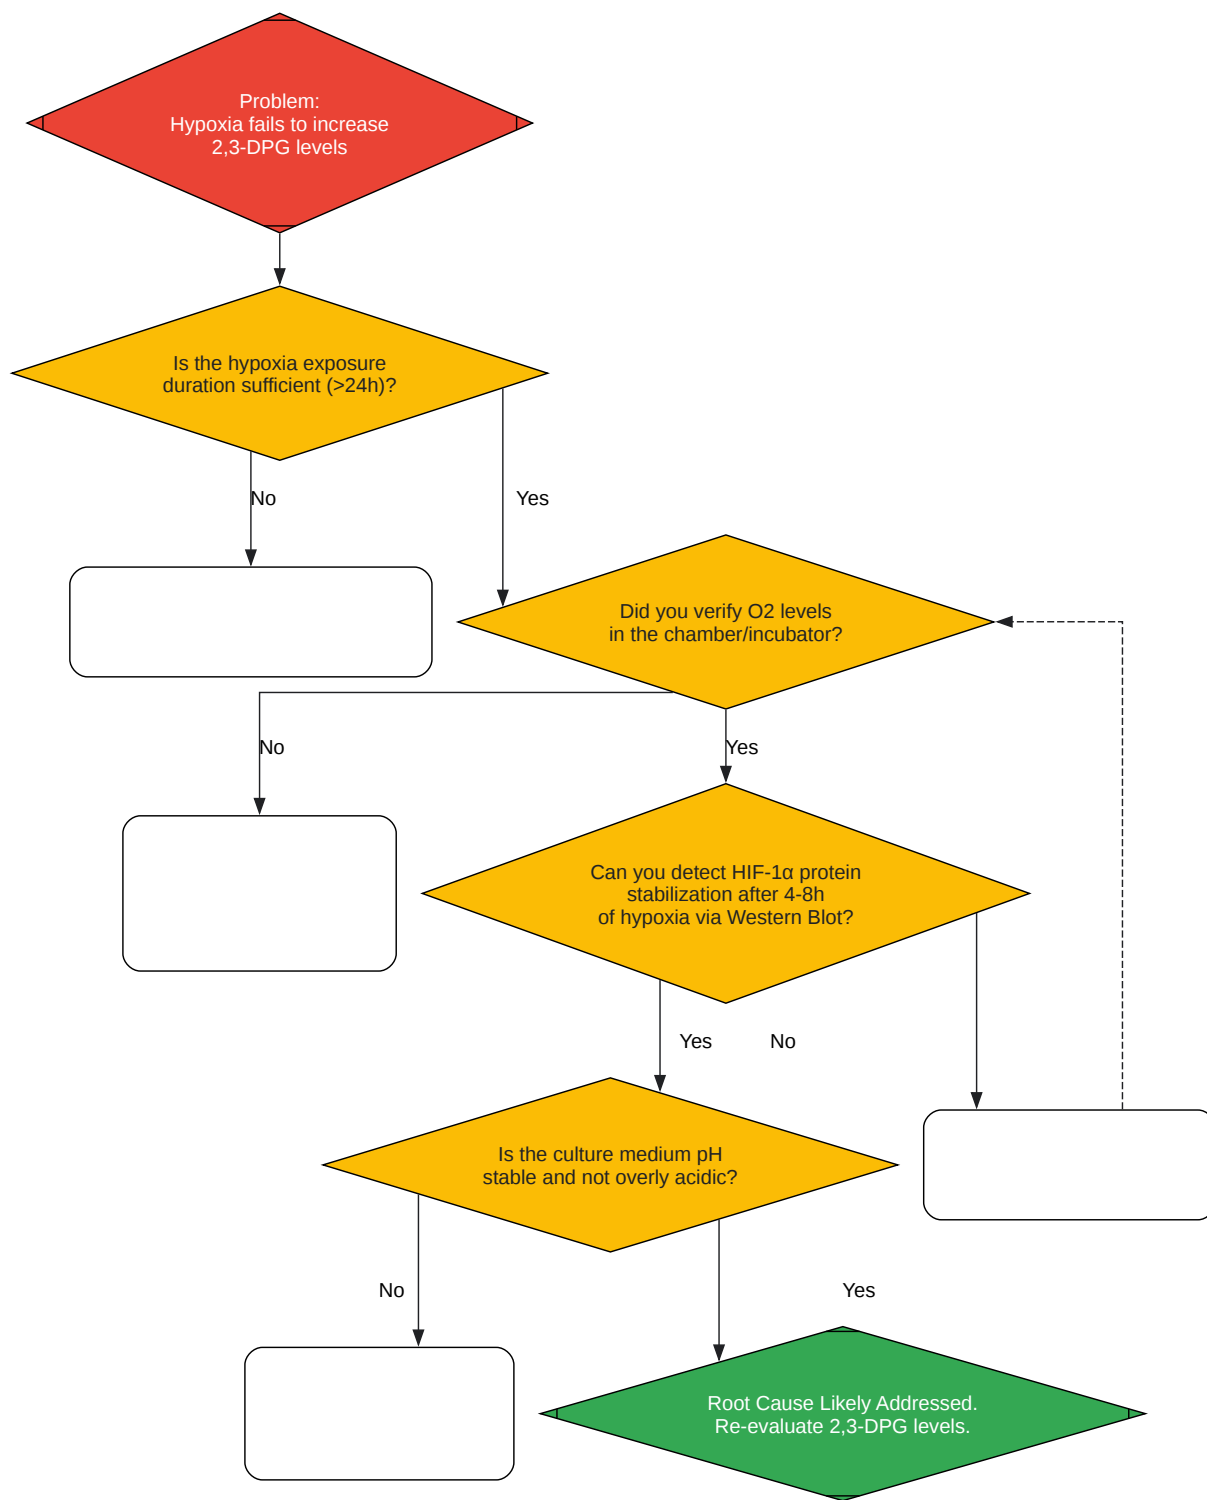 Problem:
Hypoxia fails to increase
2,3-DPG levels
Is the hypoxia exposure
duration sufficient (>24h)?
No
Yes
Did you verify O2 levels
in the chamber/incubator?
No
Yes
Can you detect HIF-1α protein
stabilization after 4-8h
of hypoxia via Western Blot?
Yes
No
Is the culture medium pH
stable and not overly acidic?
No
Yes
Root Cause Likely Addressed.
Re-evaluate 2,3-DPG levels.